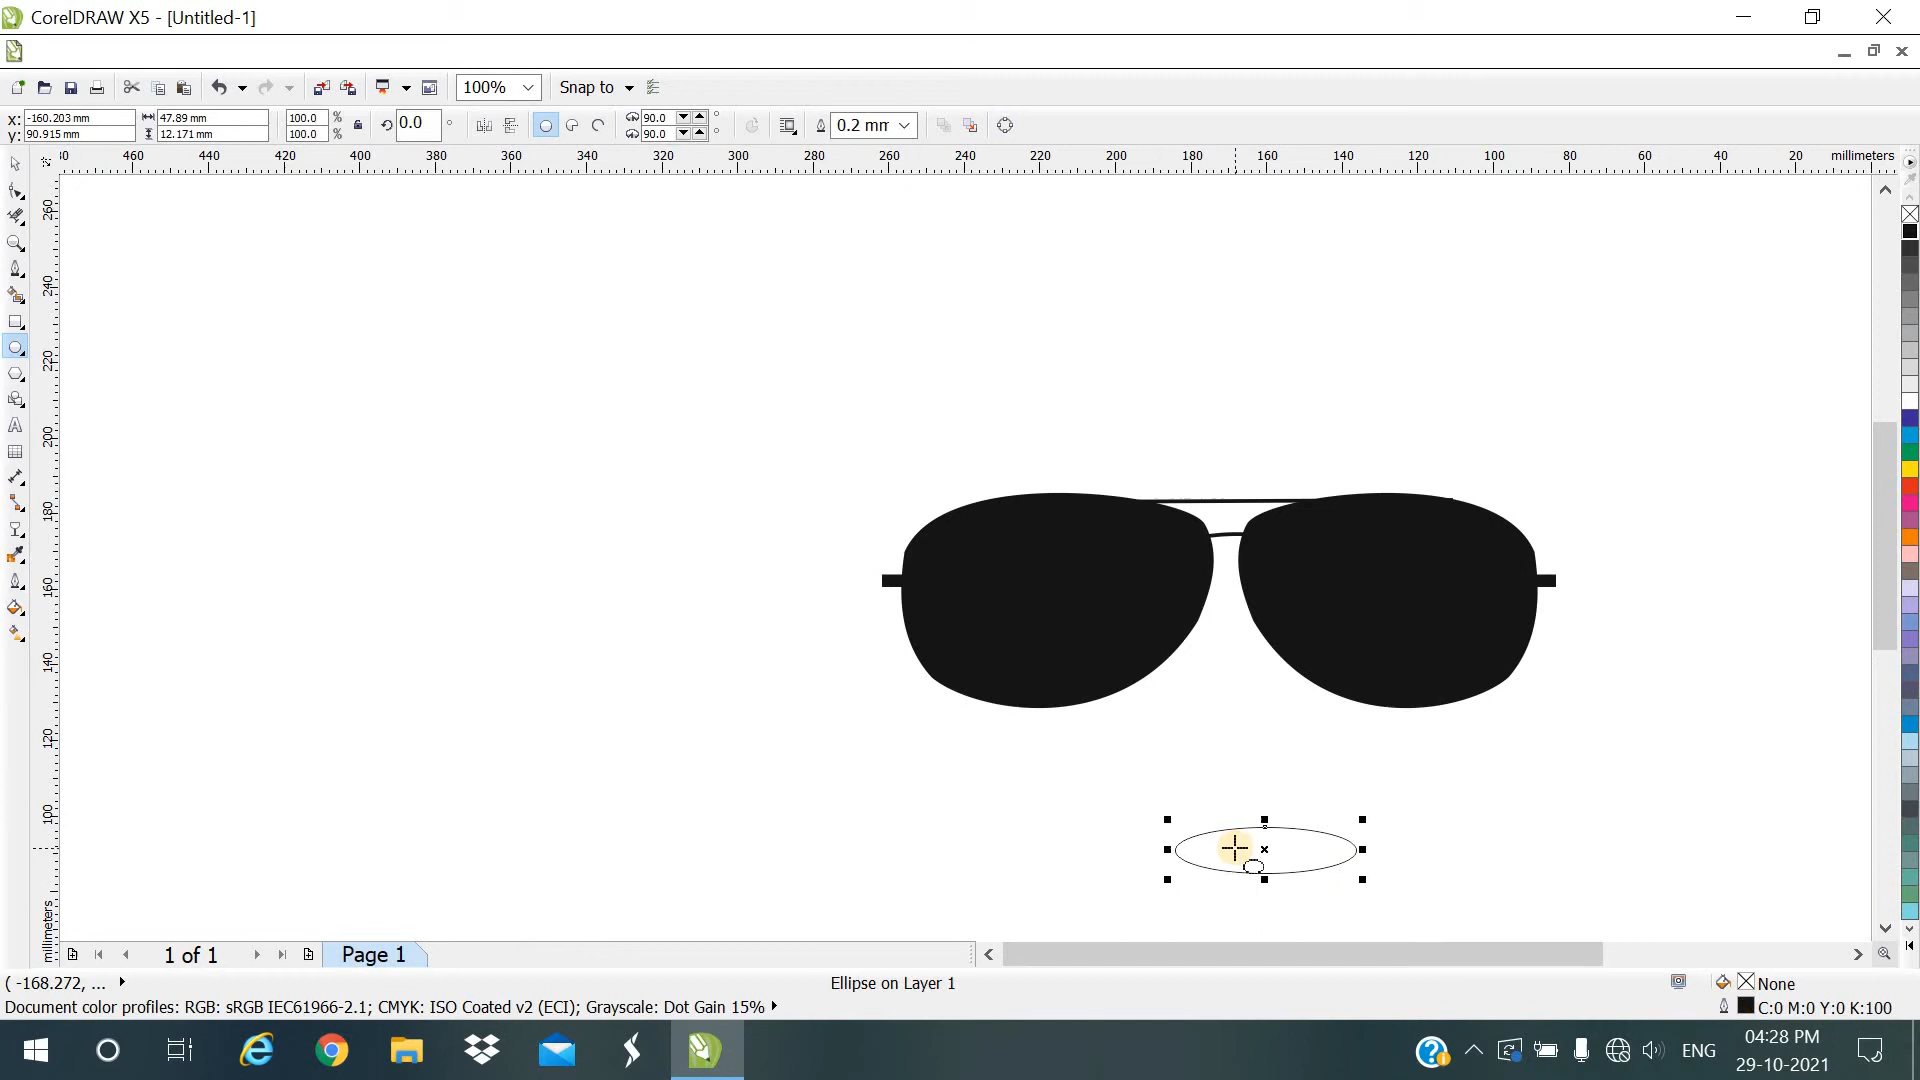 CorelDRAW X5 - [Untitled-1]
100% Snap to
x: -160.203 mm 47.89 mm 100.0 % 0.0 ° 90.0 ° 0.2 mm
y: 90.915 mm 12.171 mm 100.0 % 90.0
460 440 420 400 380 360 340 320 300 280 260 240 220 200 180 160 140 120 100 80 60 40 20 millimeters
260
240
220
200
180
160
140
120
100
millimeters
1 of 1 Page 1
( -168.272, ... Ellipse on Layer 1 None
Document color profiles: RGB: sRGB IEC61966-2.1; CMYK: ISO Coated v2 (ECI); Grayscale: Dot Gain 15% C:0 M:0 Y:0 K:100
ENG 04:28 PM
29-10-2021